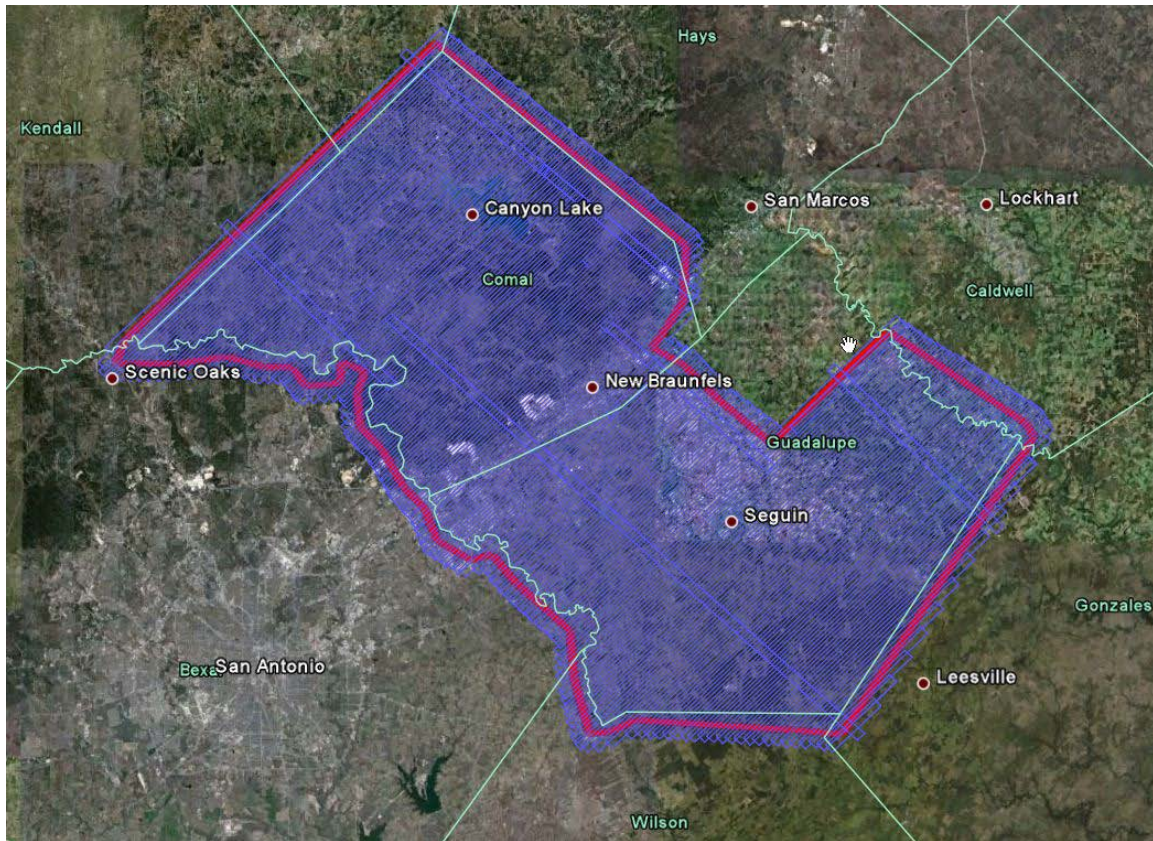 Hays
Kendall
San Marcos
Lockhart
Canyon Lake
Comal
Caldwell
Scenic Oaks
New Braunfels
Guadalupe
Seguin
Gonzales
Bexa
San Antonio
Leesville
Wilson